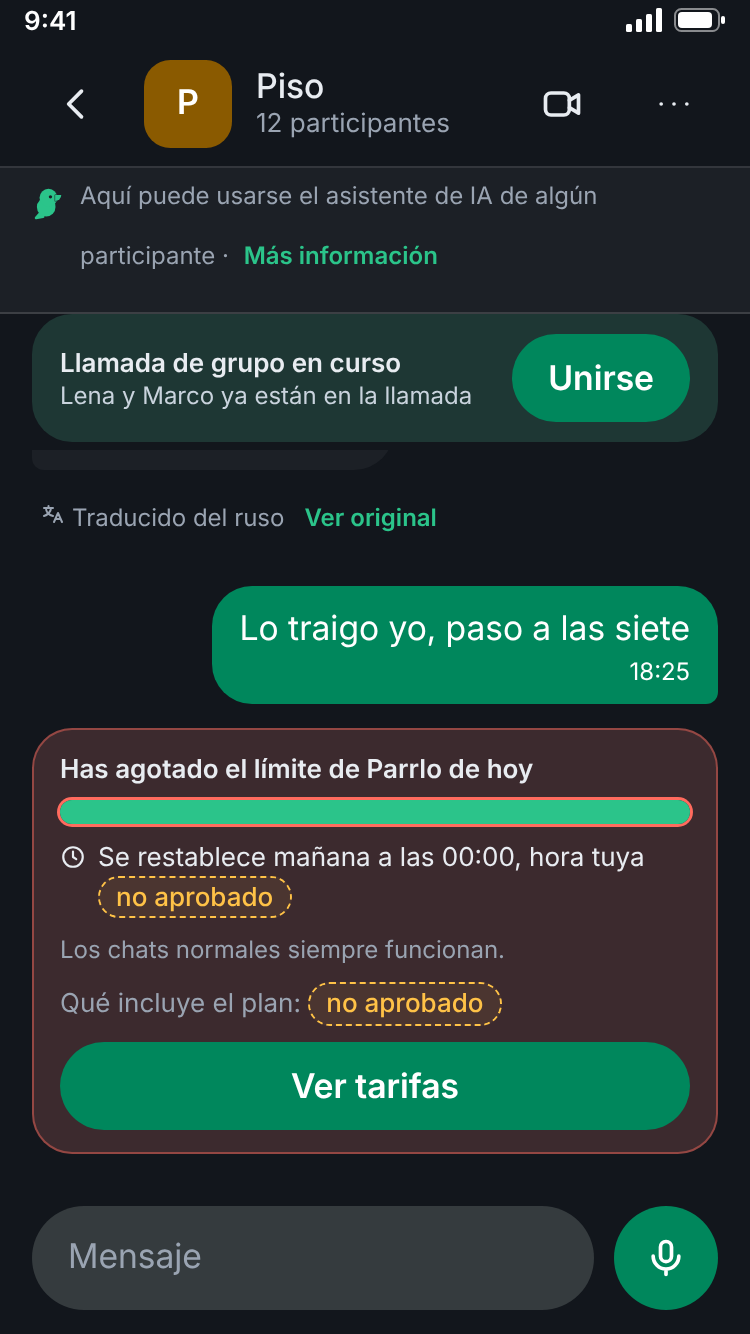 9:41
P
Piso
12 participantes
...
Aquí puede usarse el asistente de IA de algún
participante · Más información
Llamada de grupo en curso
Lena y Marco ya están en la llamada
Unirse
Traducido del ruso Ver original
Lo traigo yo, paso a las siete
18:25
Has agotado el límite de Parrlo de hoy
Se restablece mañana a las 00:00, hora tuya
no aprobado
Los chats normales siempre funcionan.
Qué incluye el plan: no aprobado
Ver tarifas
Mensaje